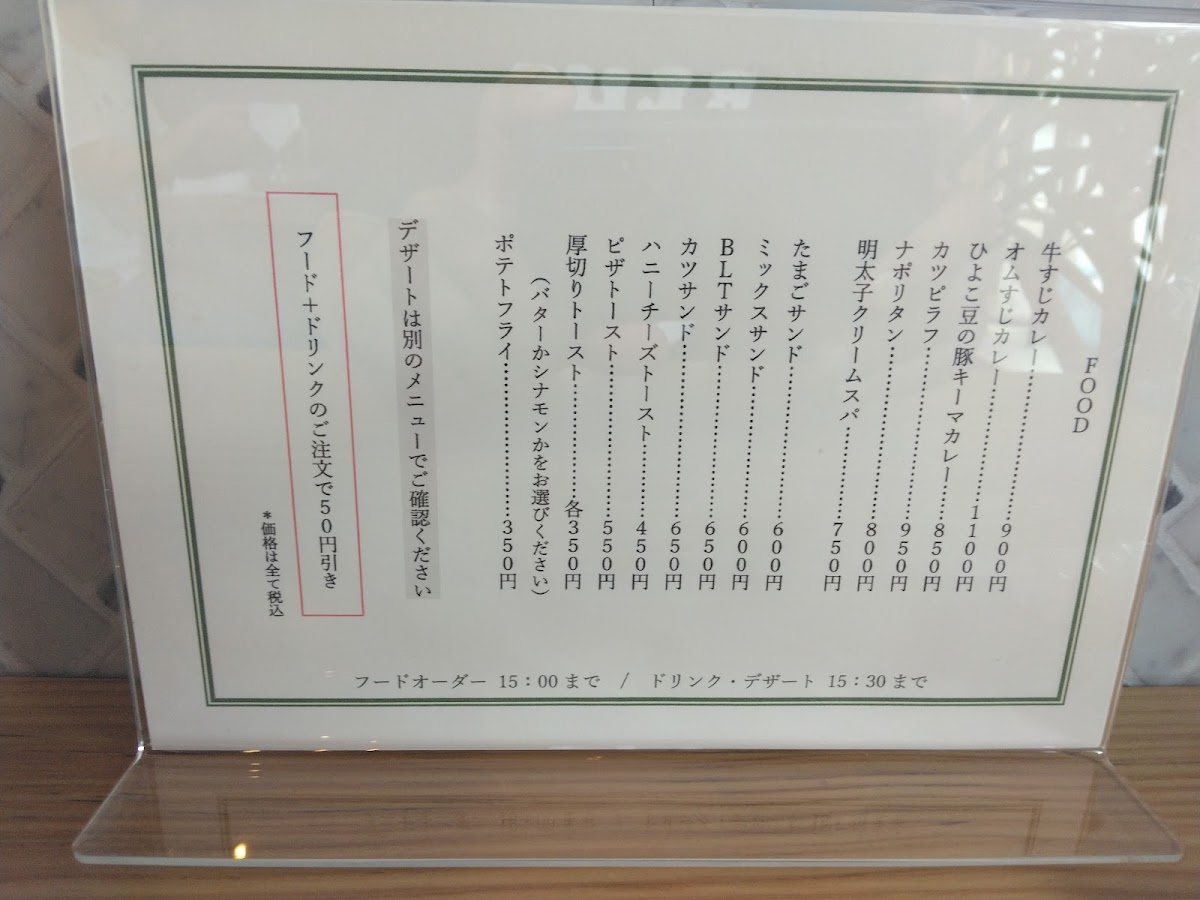 FOOD
牛すじカレー………………900円
オムすじカレー……………1100円
ひよこ豆の豚キーマカレー……850円
カツピラフ…………………950円
ナポリタン…………………800円
明太子クリームスパ…………750円
たまごサンド………………600円
ミックスサンド……………600円
BLTサンド…………………650円
カツサンド…………………650円
ハニーチーズトースト………450円
ピザトースト………………550円
厚切りトースト……………各350円
（バターかシナモンかをお選びください）
ポテトフライ………………350円
デザートは別のメニューでご確認ください
フード＋ドリンクのご注文で50円引き
＊価格は全て税込
フードオーダー 15：00 まで / ドリンク・デザート 15：30 まで